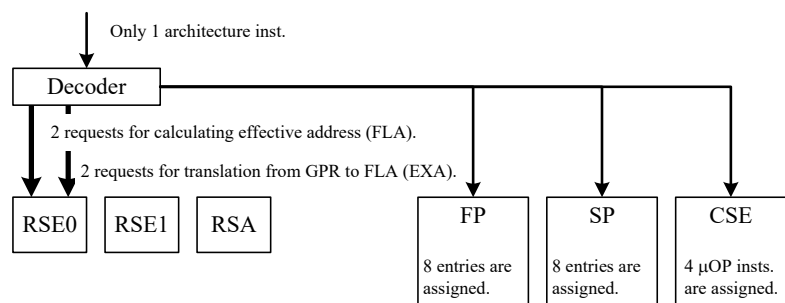 Only 1 architecture inst.
Decoder
2 requests for calculating effective address (FLA).
2 requests for translation from GPR to FLA (EXA).
RSE0
RSE1
RSA
FP
8 entries are
assigned.
SP
8 entries are
assigned.
CSE
4 μOP insts.
are assigned.